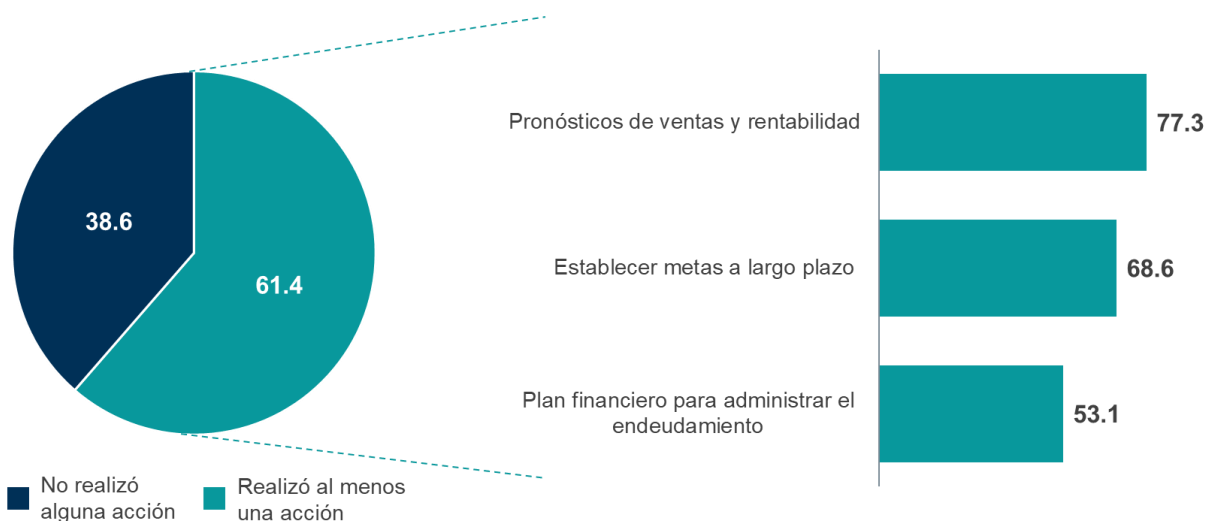 38.6
61.4
No realizó
alguna acción
Realizó al menos
una acción
Pronósticos de ventas y rentabilidad
77.3
Establecer metas a largo plazo
68.6
Plan financiero para administrar el
endeudamiento
53.1